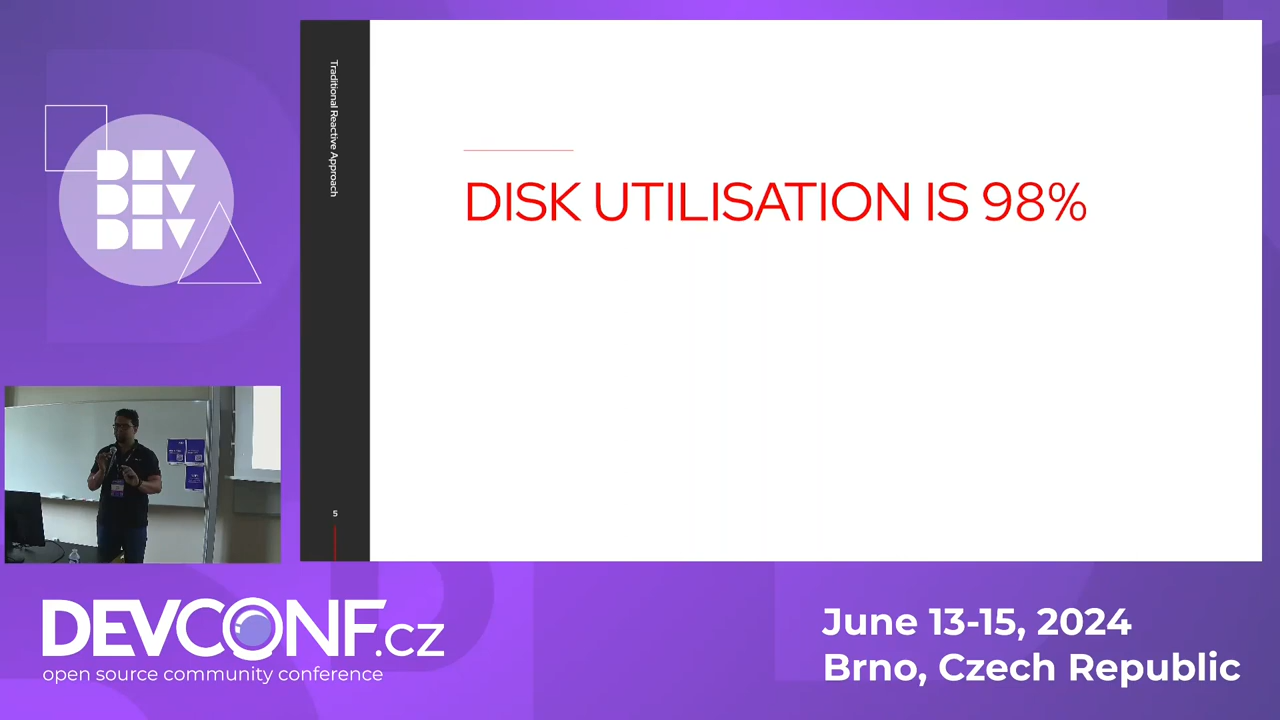 DEV
DEV
DEV
Traditional Reactive Approach
DISK UTILISATION IS 98%
5
DEVCONF.cz
open source community conference
June 13-15, 2024
Brno, Czech Republic